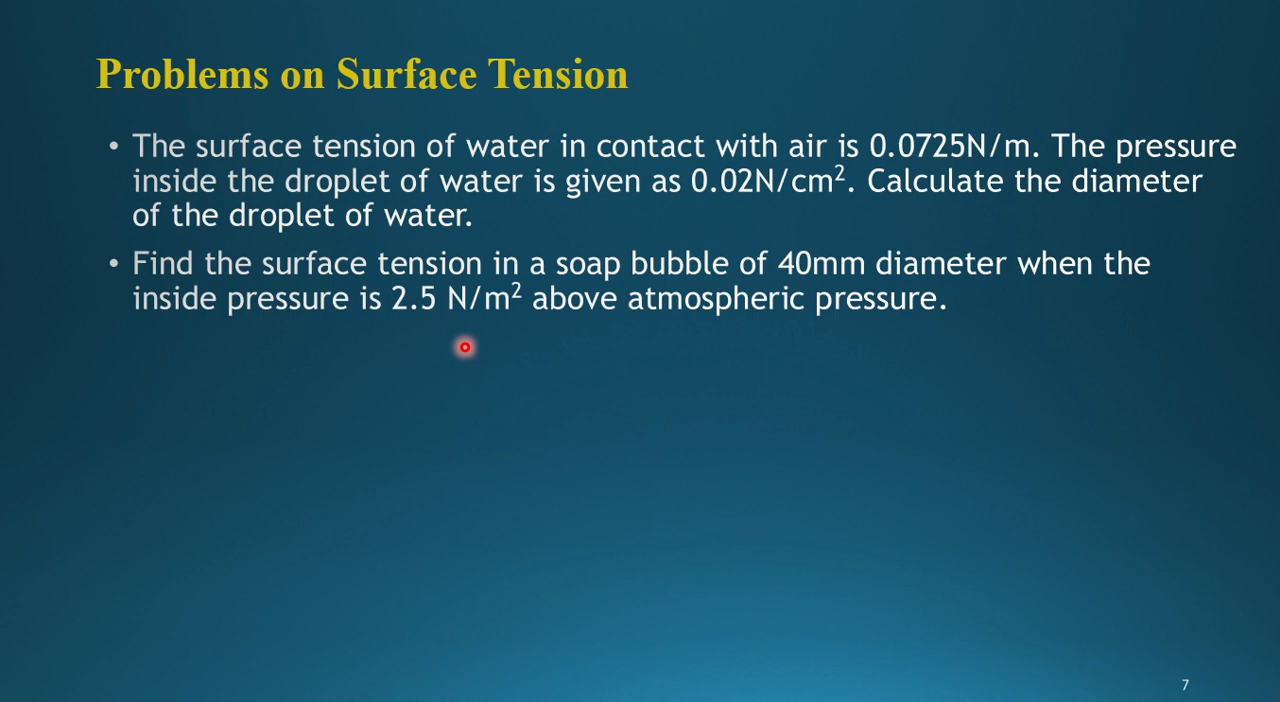 Problems on Surface Tension
• The surface tension of water in contact with air is 0.0725N/m. The pressure
inside the droplet of water is given as 0.02N/cm². Calculate the diameter
of the droplet of water.
• Find the surface tension in a soap bubble of 40mm diameter when the
inside pressure is 2.5 N/m² above atmospheric pressure.
7